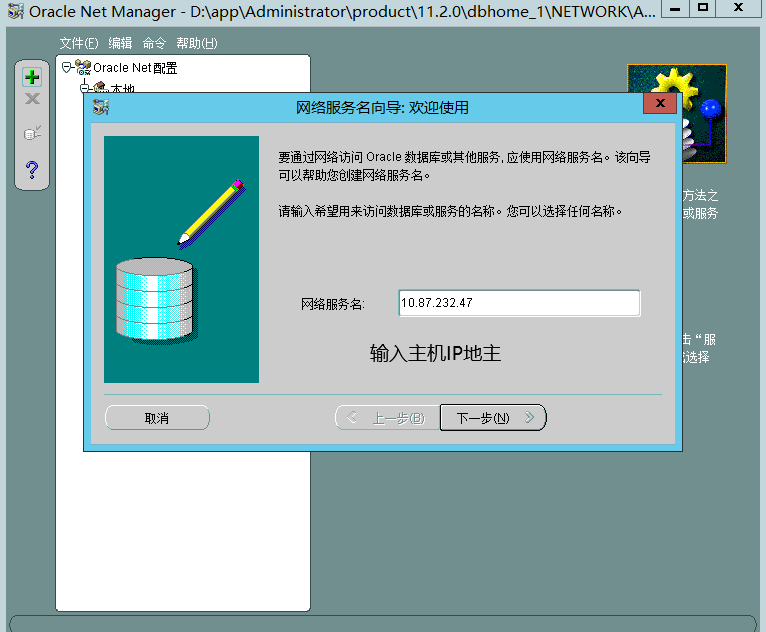 Oracle Net Manager - D:\app\Administrator\product\11.2.0\dbhome_1\NETWORK\A...
文件(F) 编辑 命令 帮助(H)
Oracle Net 配置
本地
网络服务名向导: 欢迎使用
要通过网络访问 Oracle 数据库或其他服务, 应使用网络服务名。该向导
可以帮助您创建网络服务名。
方法之
请输入希望用来访问数据库或服务的名称。您可以选择任何名称。
或服务
网络服务名:
10.87.232.47
击“服
输入主机IP地主
选择
取消
上一步(B)
下一步(N)